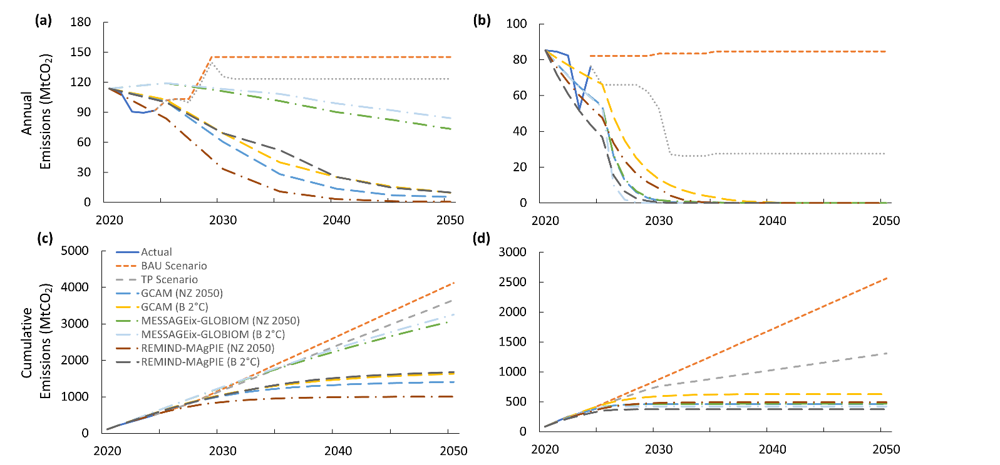 (a)
180
150
120
90
60
30
0
Annual
Emissions (MtCO₂)
2020 2030 2040 2050
(b)
100
80
60
40
20
0
2020 2030 2040 2050
(c)
5000
4000
3000
2000
1000
0
Cumulative
Emissions (MtCO₂)
Actual
BAU Scenario
TP Scenario
GCAM (NZ 2050)
GCAM (B 2°C)
MESSAGEix-GLOBIOM (NZ 2050)
MESSAGEix-GLOBIOM (B 2°C)
REMIND-MAgPIE (NZ 2050)
REMIND-MAgPIE (B 2°C)
2020 2030 2040 2050
(d)
3000
2500
2000
1500
1000
500
0
2020 2030 2040 2050